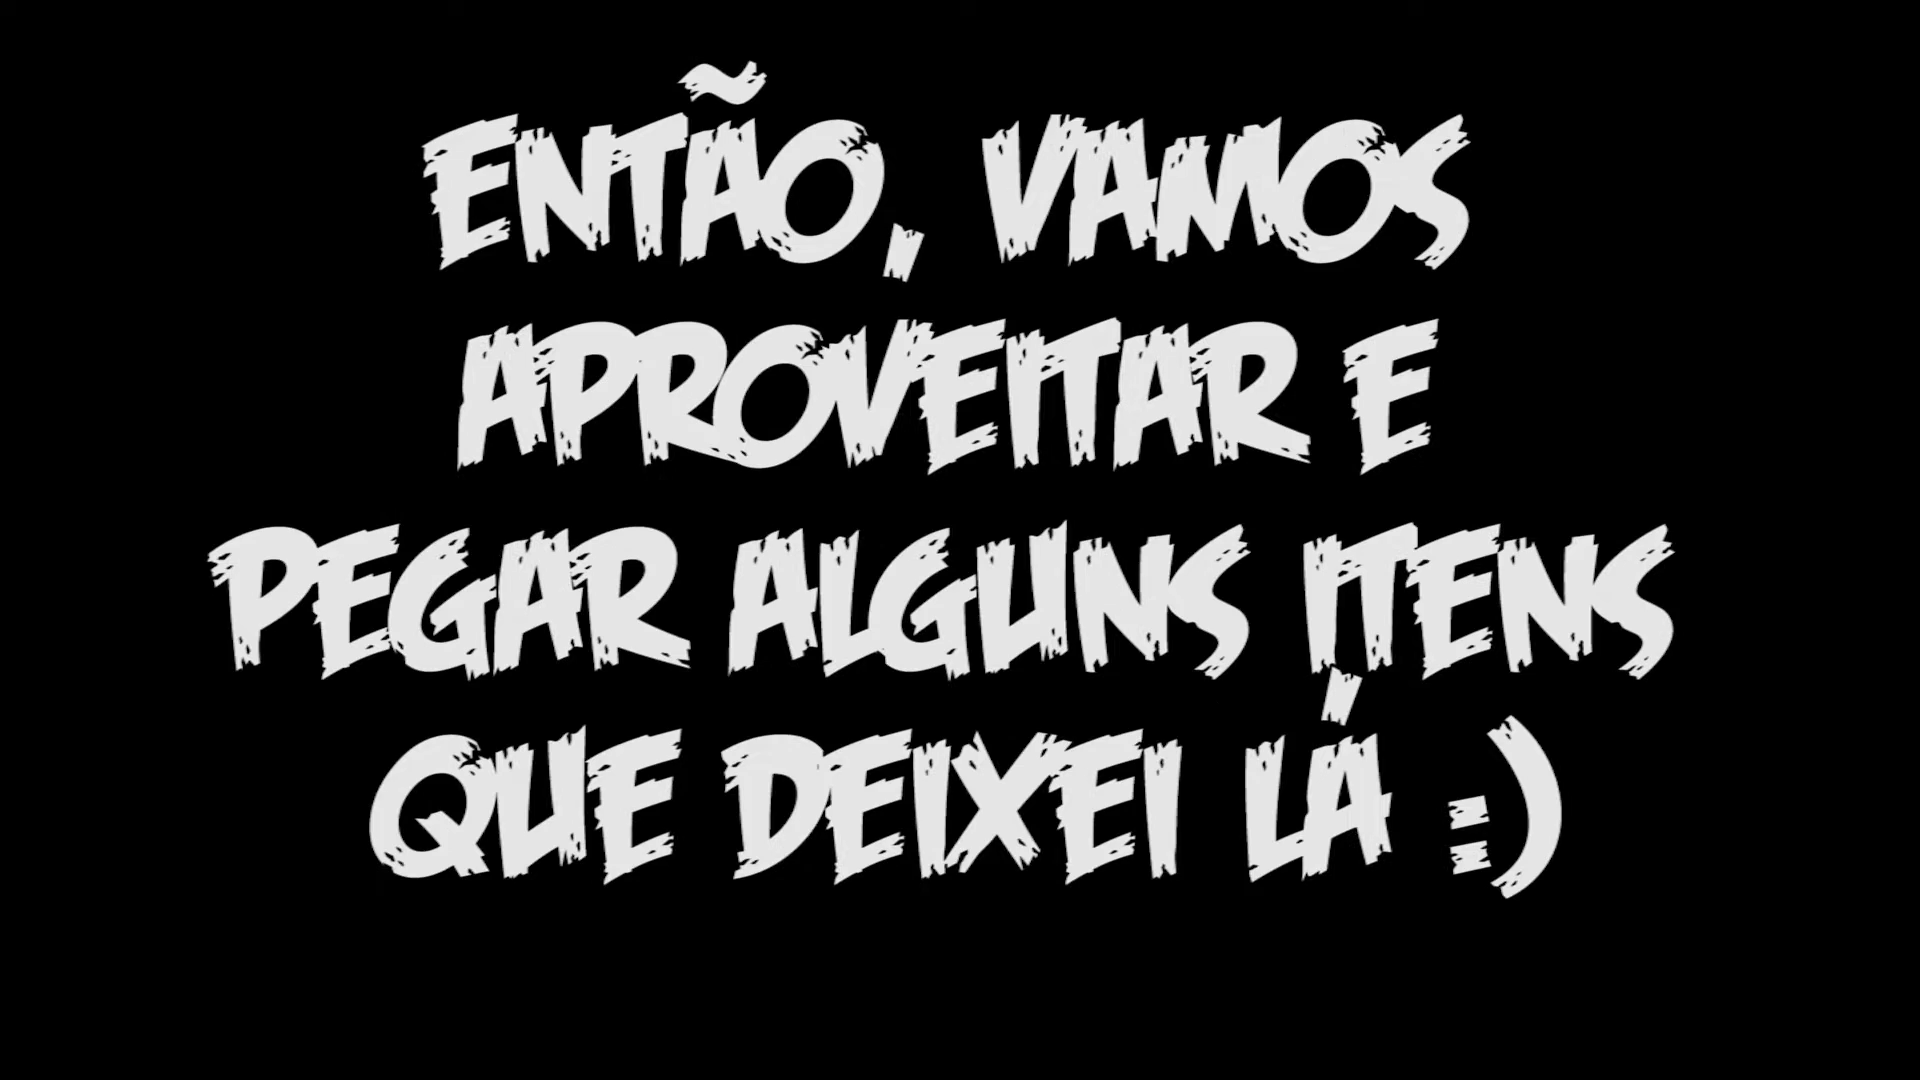 ENTÃO, VAMOS
APROVEITAR E
PEGAR ALGUNS ITENS
QUE DEIXEI LÁ :)